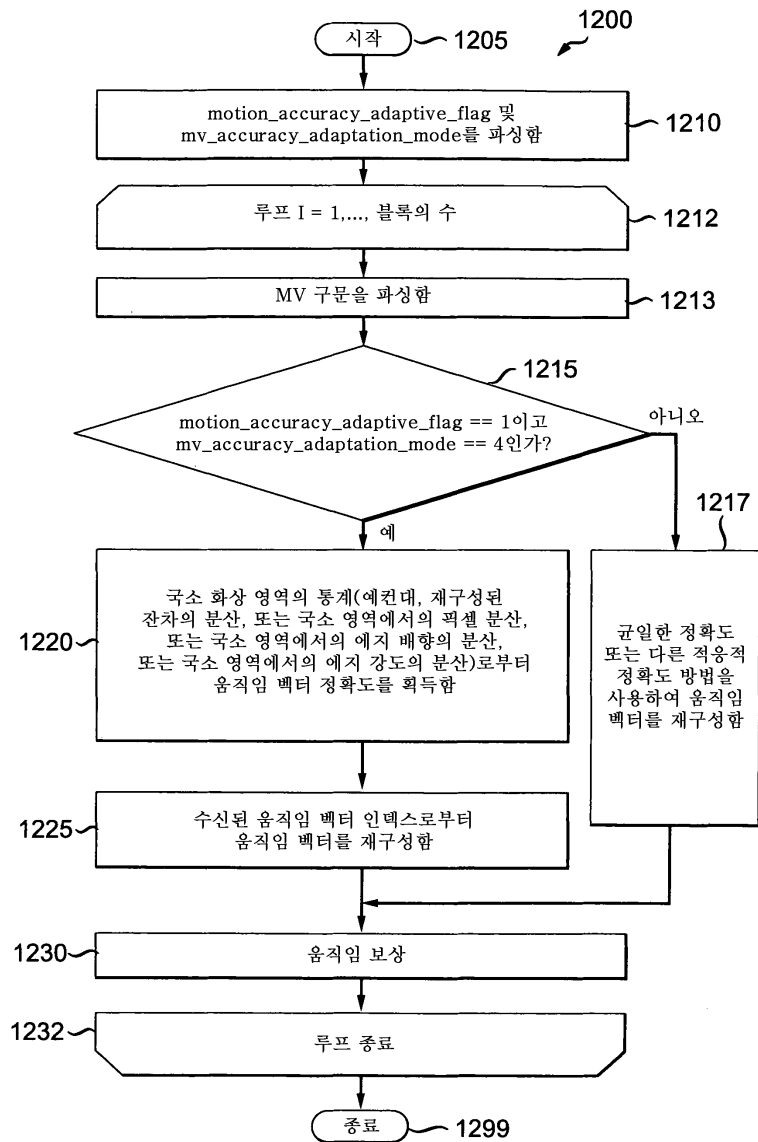 1200
시작
1205
motion_accuracy_adaptive_flag 및
mv_accuracy_adaptation_mode를 파싱함
1210
루프 I = 1,..., 블록의 수
1212
MV 구문을 파싱함
1213
1215
motion_accuracy_adaptive_flag == 1이고
mv_accuracy_adaptation_mode == 4인가?
아니오
예
1217
1220
국소 화상 영역의 통계(예컨대, 재구성된
잔차의 분산, 또는 국소 영역에서의 픽셀 분산,
또는 국소 영역에서의 에지 배향의 분산,
또는 국소 영역에서의 에지 강도의 분산)로부터
움직임 벡터 정확도를 획득함
균일한 정확도
또는 다른 적응적
정확도 방법을
사용하여 움직임
벡터를 재구성함
1225
수신된 움직임 벡터 인덱스로부터
움직임 벡터를 재구성함
1230
움직임 보상
1232
루프 종료
종료
1299